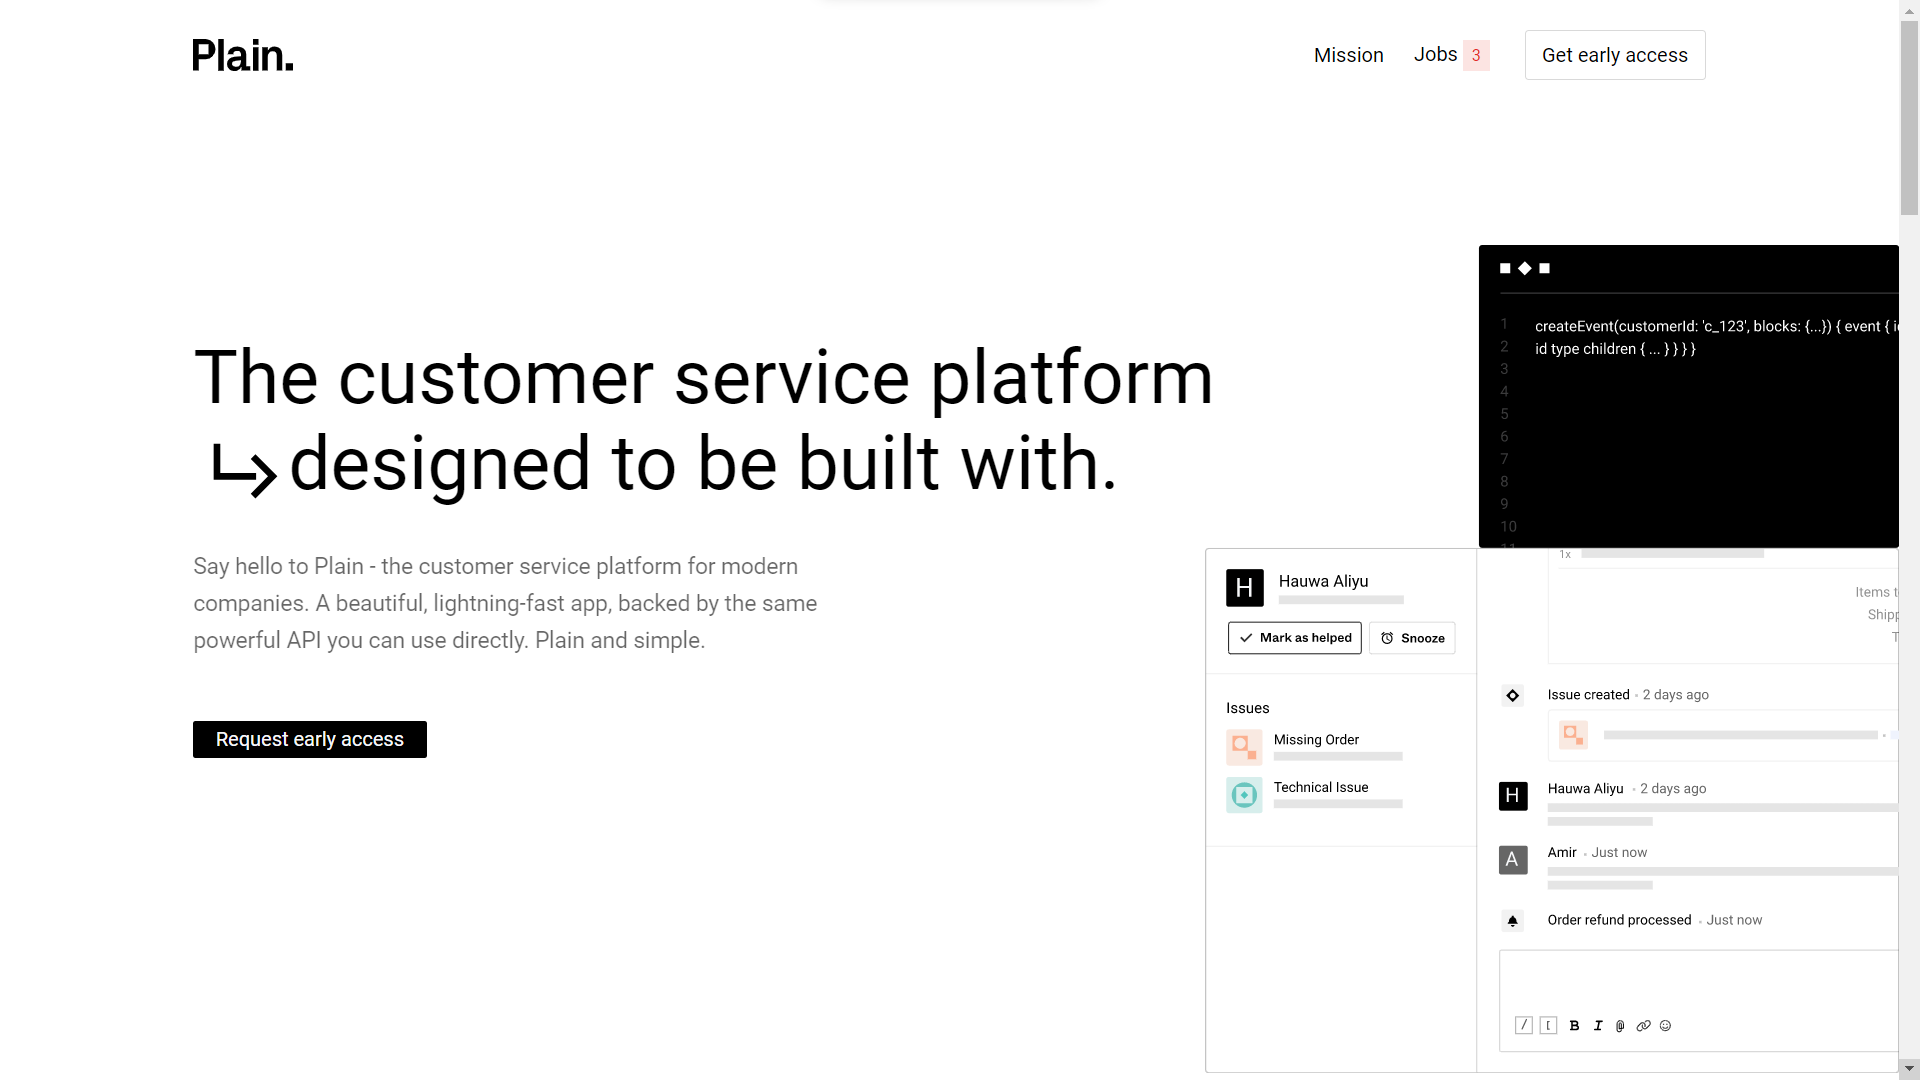 Plain.
Mission
Jobs 3
Get early access
The customer service platform
↳ designed to be built with.
Say hello to Plain - the customer service platform for modern
companies. A beautiful, lightning-fast app, backed by the same
powerful API you can use directly. Plain and simple.
Request early access
1 createEvent(customerId: 'c_123', blocks: {...}) { event {
2 id type children { ... } } } }
3
4
5
6
7
8
9
10
11
H Hauwa Aliyu
Mark as helped
Snooze
Issues
Missing Order
Technical Issue
1x
Items
Issue created • 2 days ago
H Hauwa Aliyu • 2 days ago
A Amir • Just now
Order refund processed • Just now
/ [ B I